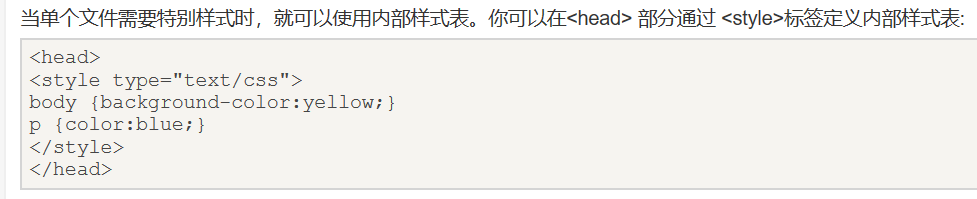 当单个文件需要特别样式时，就可以使用内部样式表。你可以在<head> 部分通过 <style>标签定义内部样式表:
<head>
<style type="text/css">
body {background-color:yellow;}
p {color:blue;}
</style>
</head>